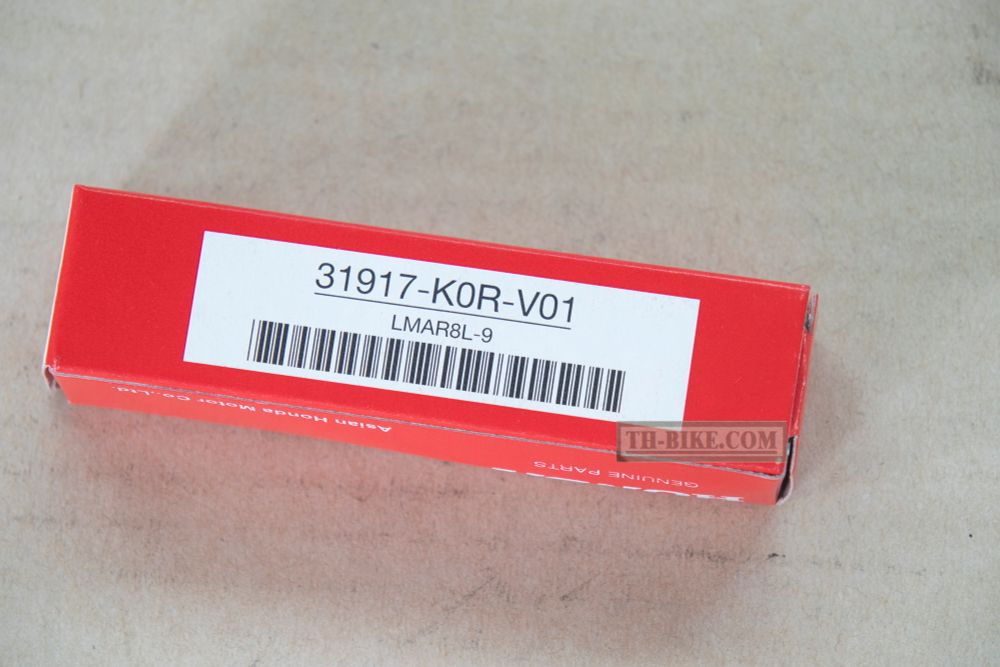 31917-K0R-V01
LMAR8L-9
Asian Honda Motor Co.,Ltd.
GENUINE PARTS
TH-BIKE.COM